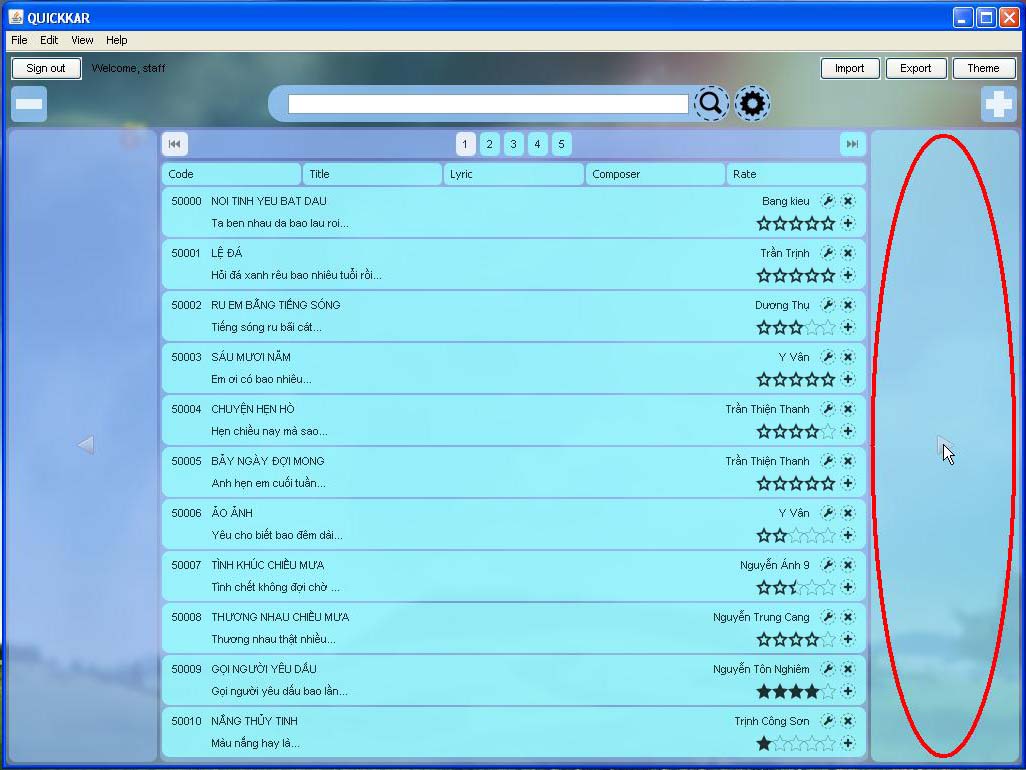 QUICKKAR
File Edit View Help
Sign out Welcome, staff Import Export Theme
1 2 3 4 5
Code Title Lyric Composer Rate
50000 NOI TINH YEU BAT DAU Bang kieu
Ta ben nhau da bao lau roi...
50001 LỆ ĐÁ Trần Trịnh
Hỏi đá xanh rêu bao nhiêu tuổi rồi...
50002 RU EM BẰNG TIẾNG SÓNG Dương Thụ
Tiếng sóng ru bãi cát...
50003 SÁU MƯƠI NĂM Y Vân
Em ơi có bao nhiêu...
50004 CHUYỆN HẸN HÒ Trần Thiện Thanh
Hẹn chiều nay mà sao...
50005 BẢY NGÀY ĐỢI MONG Trần Thiện Thanh
Anh hẹn em cuối tuần...
50006 ẢO ẢNH Y Vân
Yêu cho biết bao đêm dài...
50007 TÌNH KHÚC CHIỀU MƯA Nguyễn Ánh 9
Tình chết không đợi chờ ...
50008 THƯƠNG NHAU CHIỀU MƯA Nguyễn Trung Cang
Thương nhau thật nhiều...
50009 GỌI NGƯỜI YÊU DẤU Nguyễn Tôn Nghiêm
Gọi người yêu dấu bao lần...
50010 NẮNG THỦY TINH Trịnh Công Sơn
Màu nắng hay là...